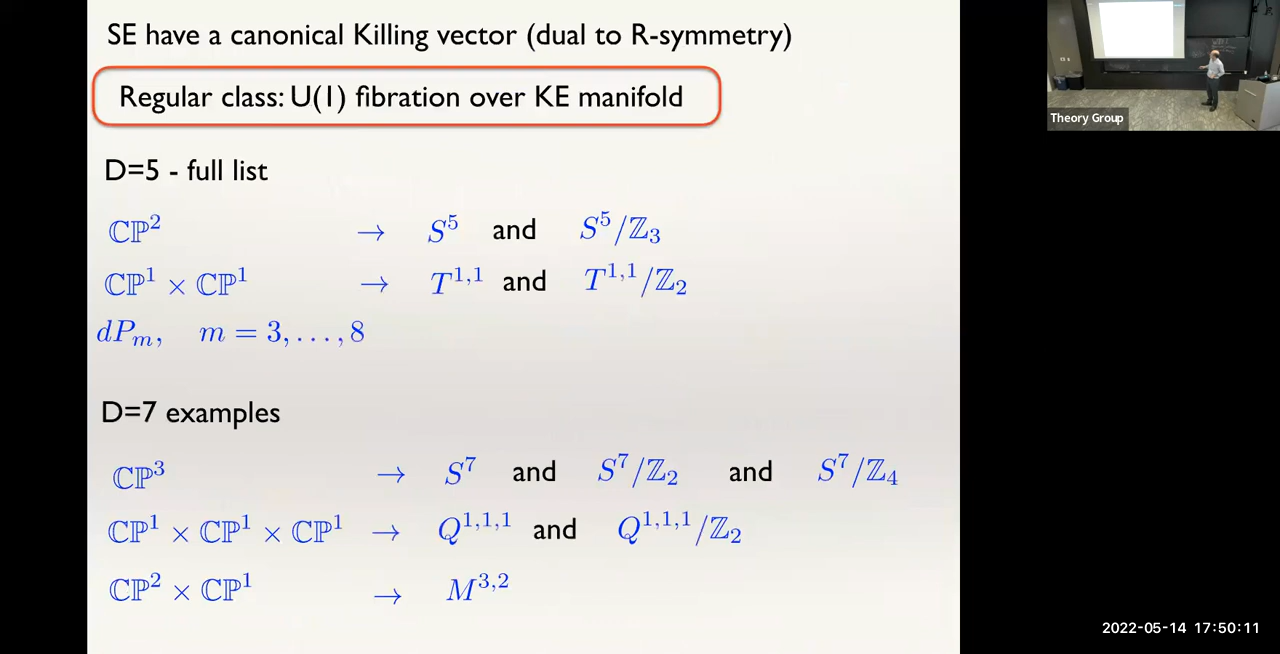 SE have a canonical Killing vector (dual to R-symmetry)
Regular class: U(1) fibration over KE manifold
D=5 - full list
ℂℙ² → S⁵ and S⁵/ℤ₃
ℂℙ¹ × ℂℙ¹ → T¹,¹ and T¹,¹/ℤ₂
dPₘ, m = 3, . . . , 8
D=7 examples
ℂℙ³ → S⁷ and S⁷/ℤ₂ and S⁷/ℤ₄
ℂℙ¹ × ℂℙ¹ × ℂℙ¹ → Q¹,¹,¹ and Q¹,¹,¹/ℤ₂
ℂℙ² × ℂℙ¹ → M³,²
Theory Group
2022-05-14 17:50:11